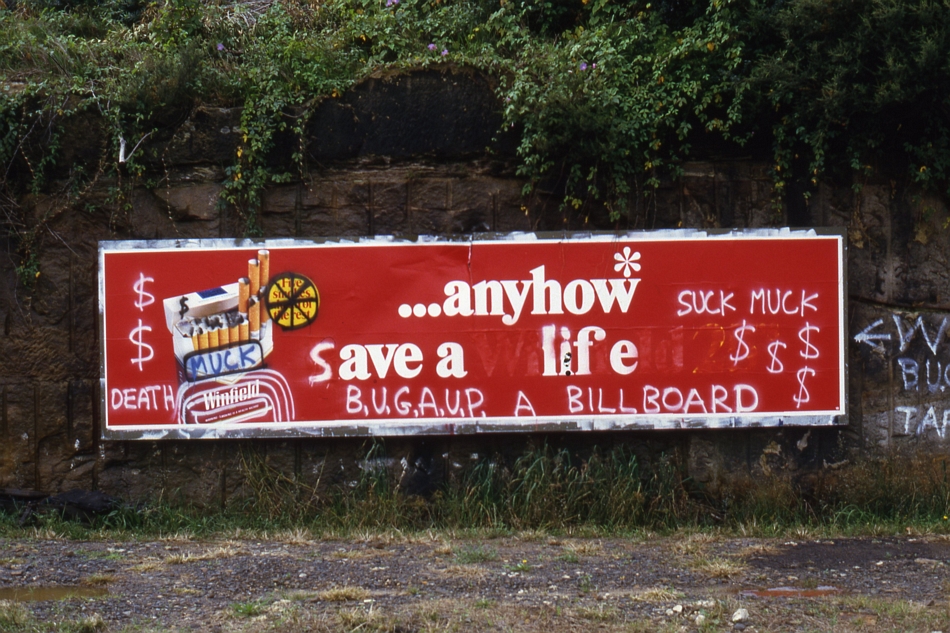 ...anyhow*
Save a life
SUCK MUCK
$
$
$
$
$
$
$
MUCK
Winfield
DEATH
B.U.G.A.U.P. A BILLBOARD